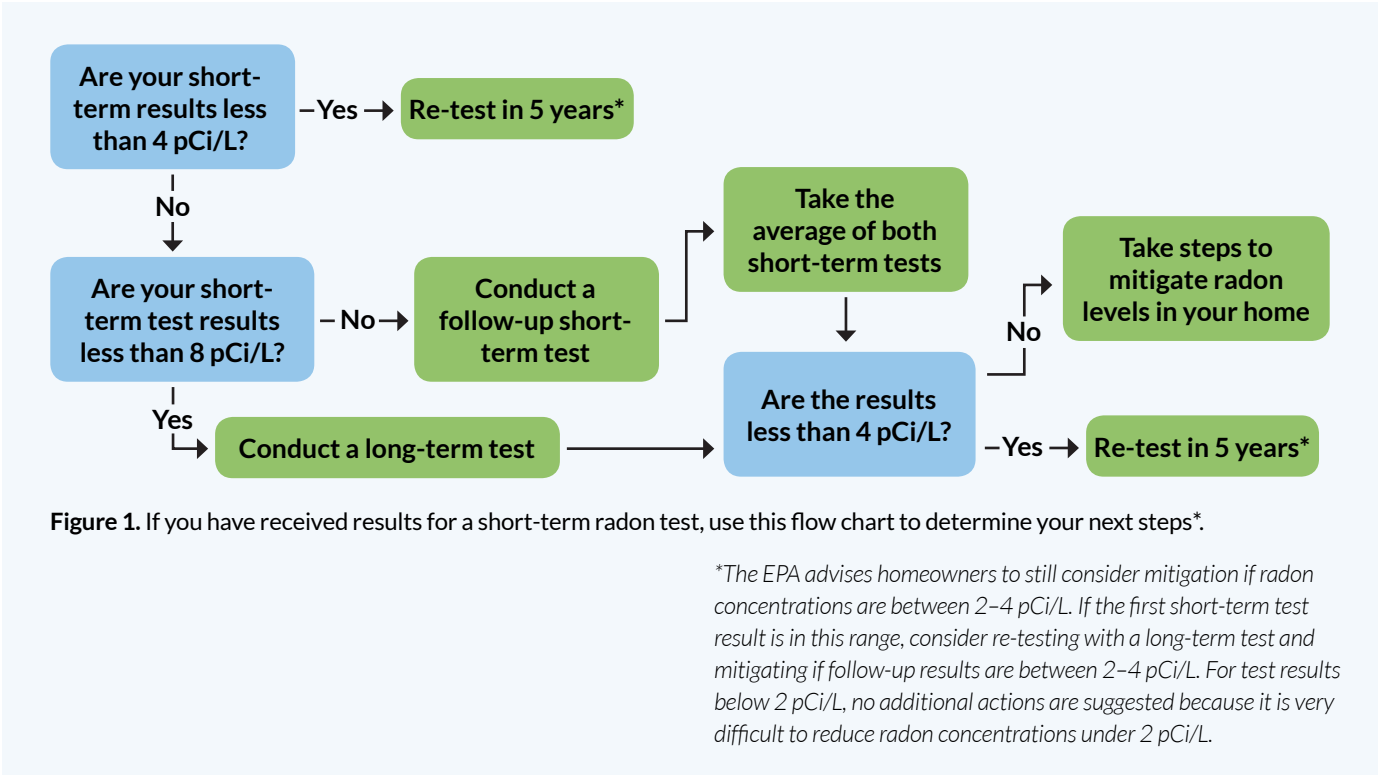 Are your short-
term results less
than 4 pCi/L?
Yes
Re-test in 5 years*
No
Are your short-
term test results
less than 8 pCi/L?
No
Conduct a
follow-up short-
term test
Take the
average of both
short-term tests
Yes
Conduct a long-term test
Are the results
less than 4 pCi/L?
No
Take steps to
mitigate radon
levels in your home
Yes
Re-test in 5 years*
Figure 1. If you have received results for a short-term radon test, use this flow chart to determine your next steps*.
*The EPA advises homeowners to still consider mitigation if radon
concentrations are between 2–4 pCi/L. If the first short-term test
result is in this range, consider re-testing with a long-term test and
mitigating if follow-up results are between 2–4 pCi/L. For test results
below 2 pCi/L, no additional actions are suggested because it is very
difficult to reduce radon concentrations under 2 pCi/L.